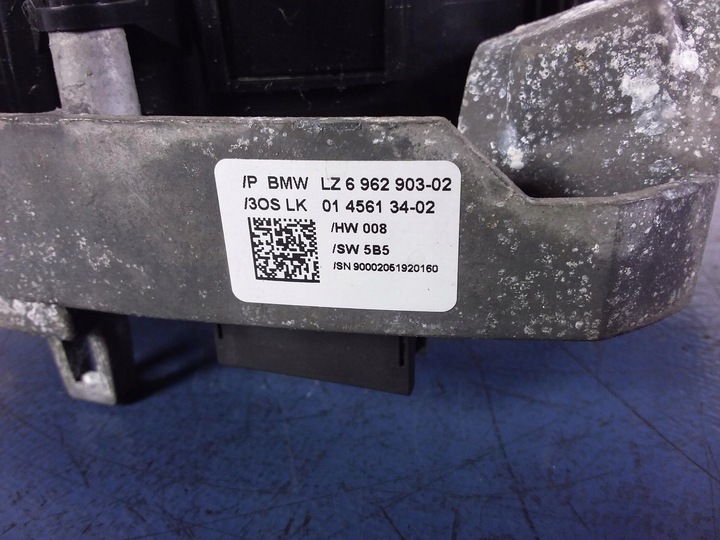 /P BMW LZ 6 962 903-02
/3OS LK 01 4561 34-02
/HW 008
/SW 5B5
/SN 90002051920160